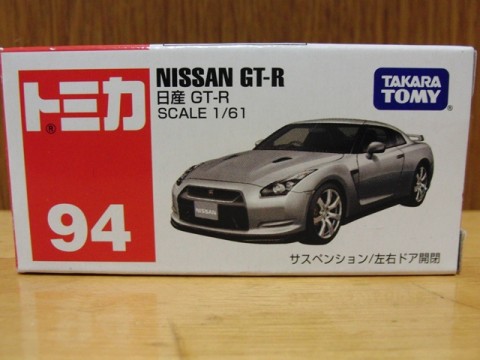 トミカ
®
94
NISSAN GT-R
日産 GT-R
SCALE 1/61
TAKARA
TOMY
NISSAN
サスペンション/左右ドア開閉